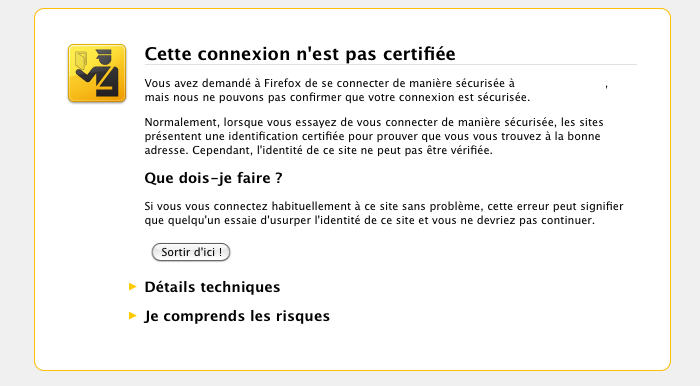 Cette connexion n'est pas certifiée
Vous avez demandé à Firefox de se connecter de manière sécurisée à ,
mais nous ne pouvons pas confirmer que votre connexion est sécurisée.
Normalement, lorsque vous essayez de vous connecter de manière sécurisée, les sites
présentent une identification certifiée pour prouver que vous vous trouvez à la bonne
adresse. Cependant, l'identité de ce site ne peut pas être vérifiée.
Que dois-je faire ?
Si vous vous connectez habituellement à ce site sans problème, cette erreur peut signifier
que quelqu'un essaie d'usurper l'identité de ce site et vous ne devriez pas continuer.
Sortir d'ici !
Détails techniques
Je comprends les risques